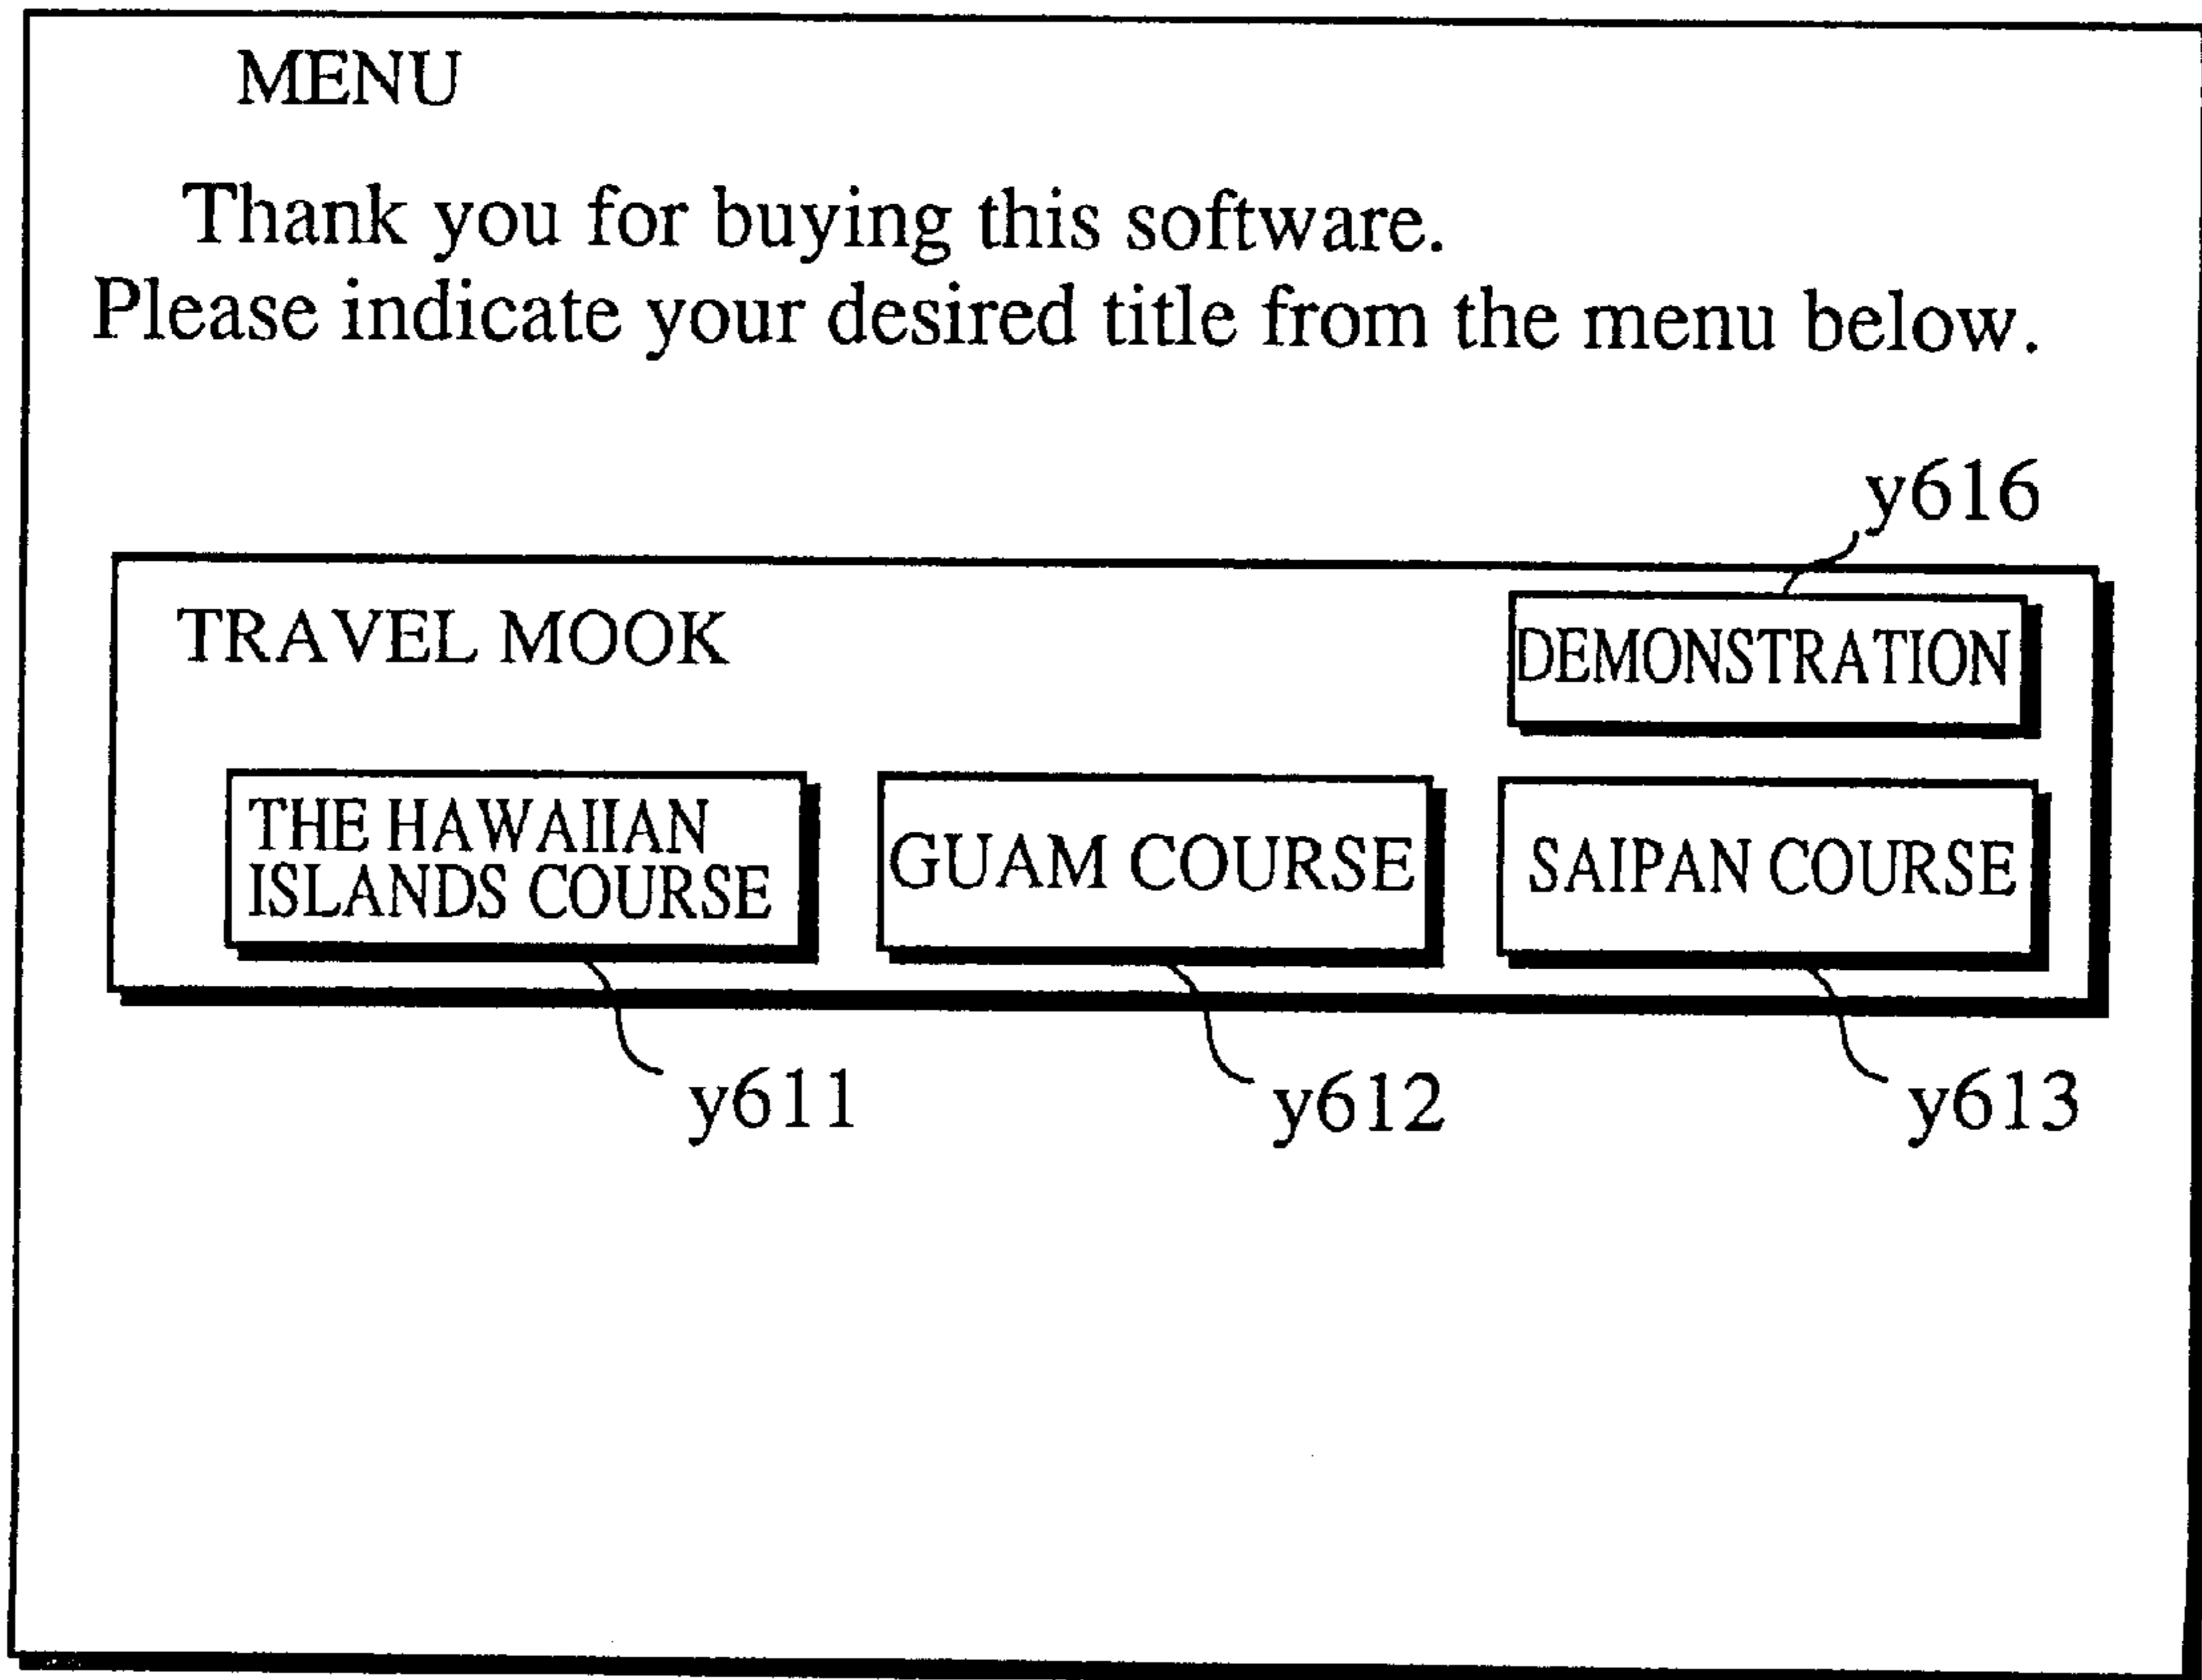 MENU
Thank you for buying this software.
Please indicate your desired title from the menu below.
y616
TRAVEL MOOK
DEMONSTRATION
THE HAWAIIAN
ISLANDS COURSE
GUAM COURSE
SAIPAN COURSE
y611
y612
y613